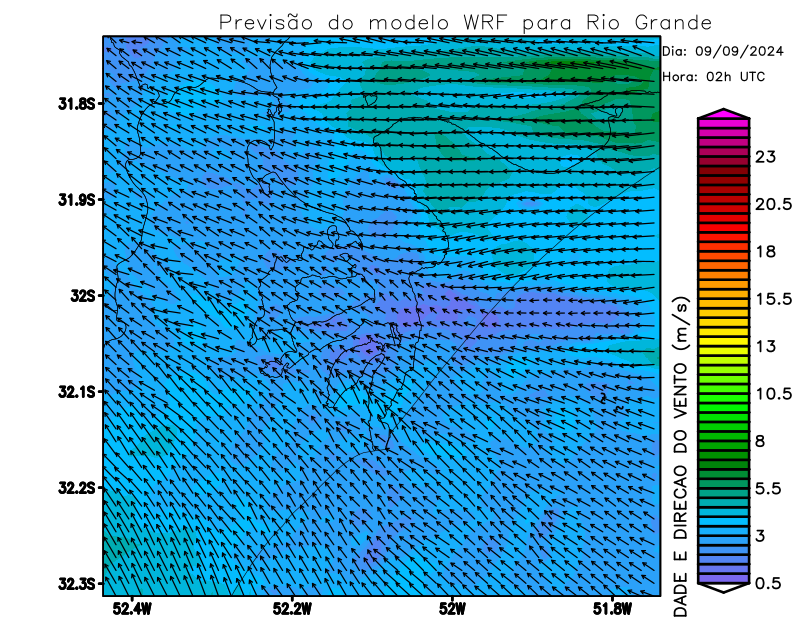 Previsão do modelo WRF para Rio Grande
Dia: 09/09/2024
Hora: 02h UTC
31.8S
31.9S
32S
32.1S
32.2S
32.3S
52.4W
52.2W
52W
51.8W
23
20.5
18
15.5
13
10.5
8
5.5
3
0.5
DADE E DIRECAO DO VENTO (m/s)